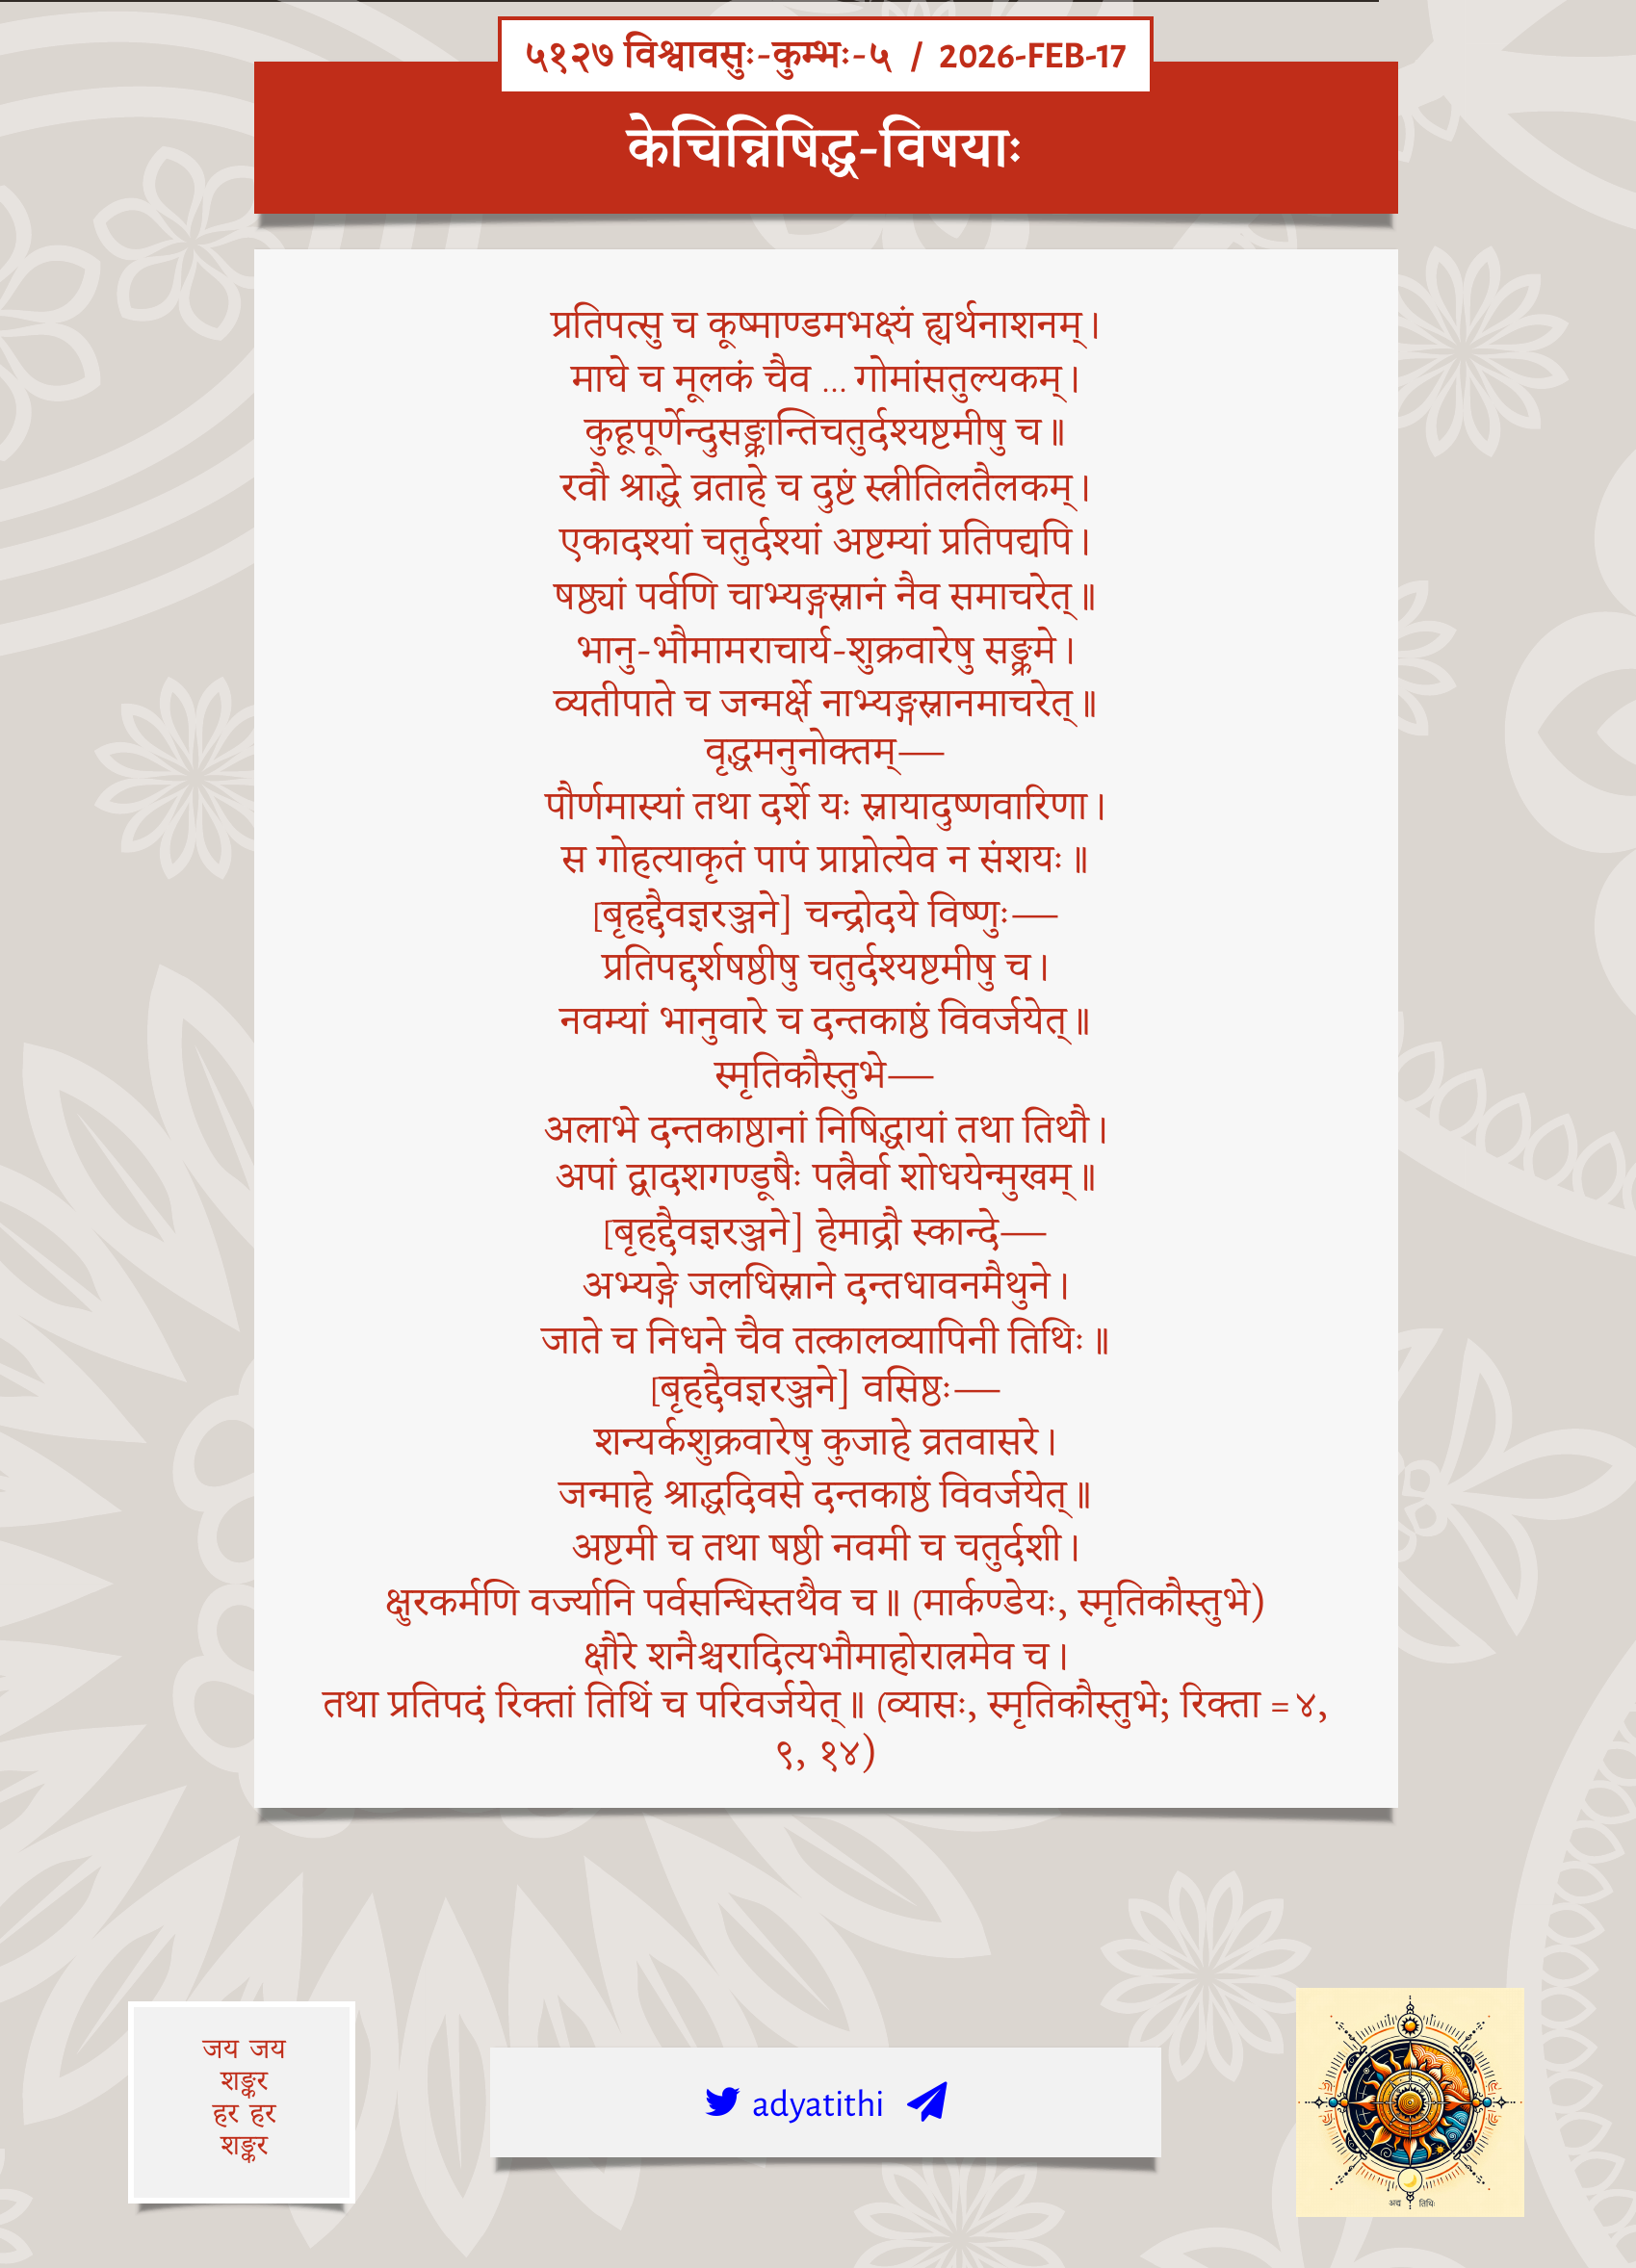 ५१२७ विश्वावसुः-कुम्भः-५ / 2026-FEB-17
केचिन्निषिद्ध-विषयाः
प्रतिपत्सु च कूष्माण्डमभक्ष्यं ह्यर्थनाशनम्।
माघे च मूलकं चैव … गोमांसतुल्यकम्।
कुहूपूर्णेन्दुसङ्क्रान्तिचतुर्दश्यष्टमीषु च॥
रवौ श्राद्धे व्रताहे च दुष्टं स्त्रीतिलतैलकम्।
एकादश्यां चतुर्दश्यां अष्टम्यां प्रतिपद्यपि।
षष्ठ्यां पर्वणि चाभ्यङ्गस्नानं नैव समाचरेत्॥
भानु-भौमामराचार्य-शुक्रवारेषु सङ्क्रमे।
व्यतीपाते च जन्मर्क्षे नाभ्यङ्गस्नानमाचरेत्॥
वृद्धमनुनोक्तम्—
पौर्णमास्यां तथा दर्शे यः स्नायादुष्णवारिणा।
स गोहत्याकृतं पापं प्राप्नोत्येव न संशयः॥
[बृहद्दैवज्ञरञ्जने] चन्द्रोदये विष्णुः—
प्रतिपद्दर्शषष्ठीषु चतुर्दश्यष्टमीषु च।
नवम्यां भानुवारे च दन्तकाष्ठं विवर्जयेत्॥
स्मृतिकौस्तुभे—
अलाभे दन्तकाष्ठानां निषिद्धायां तथा तिथौ।
अपां द्वादशगण्डूषैः पत्रैर्वा शोधयेन्मुखम्॥
[बृहद्दैवज्ञरञ्जने] हेमाद्रौ स्कान्दे—
अभ्यङ्गे जलधिस्नाने दन्तधावनमैथुने।
जाते च निधने चैव तत्कालव्यापिनी तिथिः॥
[बृहद्दैवज्ञरञ्जने] वसिष्ठः—
शन्यर्कशुक्रवारेषु कुजाहे व्रतवासरे।
जन्माहे श्राद्धदिवसे दन्तकाष्ठं विवर्जयेत्॥
अष्टमी च तथा षष्ठी नवमी च चतुर्दशी।
क्षुरकर्मणि वर्ज्यानि पर्वसन्धिस्तथैव च॥ (मार्कण्डेयः, स्मृतिकौस्तुभे)
क्षौरे शनैश्चरादित्यभौमाहोरात्रमेव च।
तथा प्रतिपदं रिक्तां तिथिं च परिवर्जयेत्॥ (व्यासः, स्मृतिकौस्तुभे; रिक्ता = ४,
९, १४)
जय जय
शङ्कर
हर हर
शङ्कर
adyatithi
अद्य तिथिः